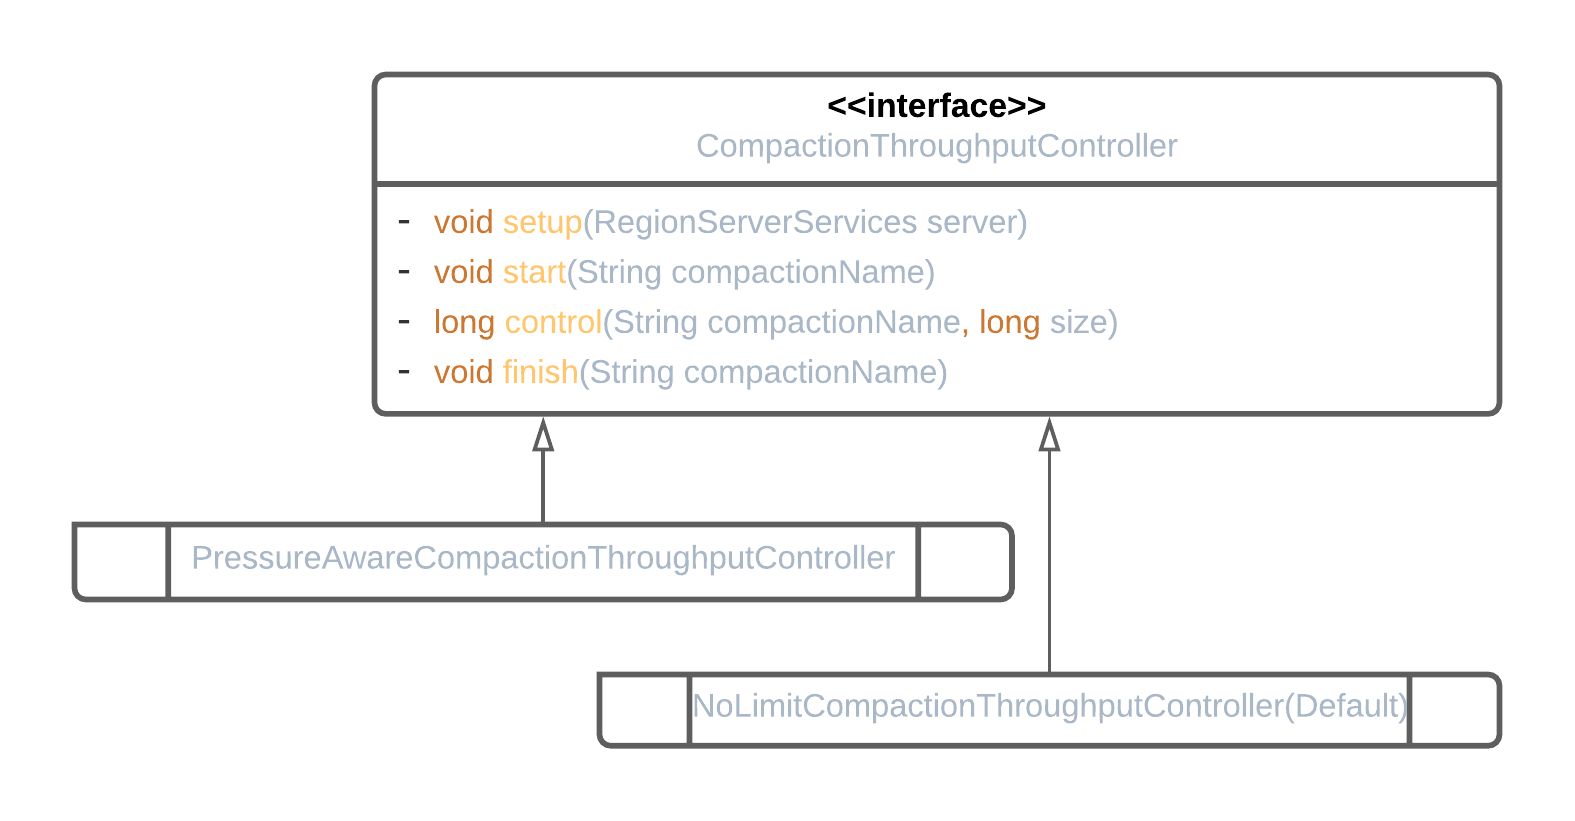 <<interface>>
CompactionThroughputController
- void setup(RegionServerServices server)
- void start(String compactionName)
- long control(String compactionName, long size)
- void finish(String compactionName)
PressureAwareCompactionThroughputController
NoLimitCompactionThroughputController(Default)